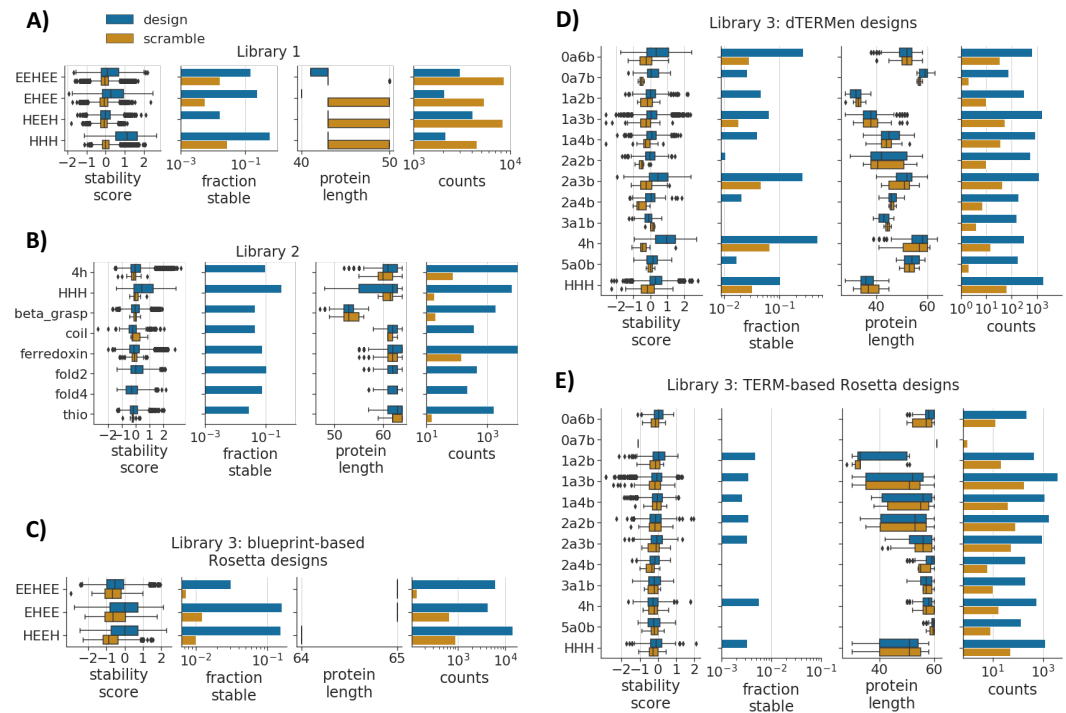 A)
design
scramble
Library 1
EEHEE
EHEE
HEEH
HHH
−2 −1 0 1 2
10⁻³ 10⁻¹
40 50
10³ 10⁴
stability
score
fraction
stable
protein
length
counts
B)
Library 2
4h
HHH
beta_grasp
coil
ferredoxin
fold2
fold4
thio
−2 −1 0 1 2
10⁻³ 10⁻¹
50 60
10¹ 10³
stability
score
fraction
stable
protein
length
counts
C)
Library 3: blueprint-based
Rosetta designs
EEHEE
EHEE
HEEH
−2 −1 0 1 2
10⁻² 10⁻¹
64 65
10³ 10⁴
stability
score
fraction
stable
protein
length
counts
D)
Library 3: dTERMen designs
0a6b
0a7b
1a2b
1a3b
1a4b
2a2b
2a3b
2a4b
3a1b
4h
5a0b
HHH
−2 −1 0 1 2
10⁻² 10⁻¹
40 60
10⁰ 10¹ 10² 10³
stability
score
fraction
stable
protein
length
counts
E)
Library 3: TERM-based Rosetta designs
0a6b
0a7b
1a2b
1a3b
1a4b
2a2b
2a3b
2a4b
3a1b
4h
5a0b
HHH
−2 −1 0 1 2
10⁻³ 10⁻² 10⁻¹
40 60
10¹ 10³
stability
score
fraction
stable
protein
length
counts